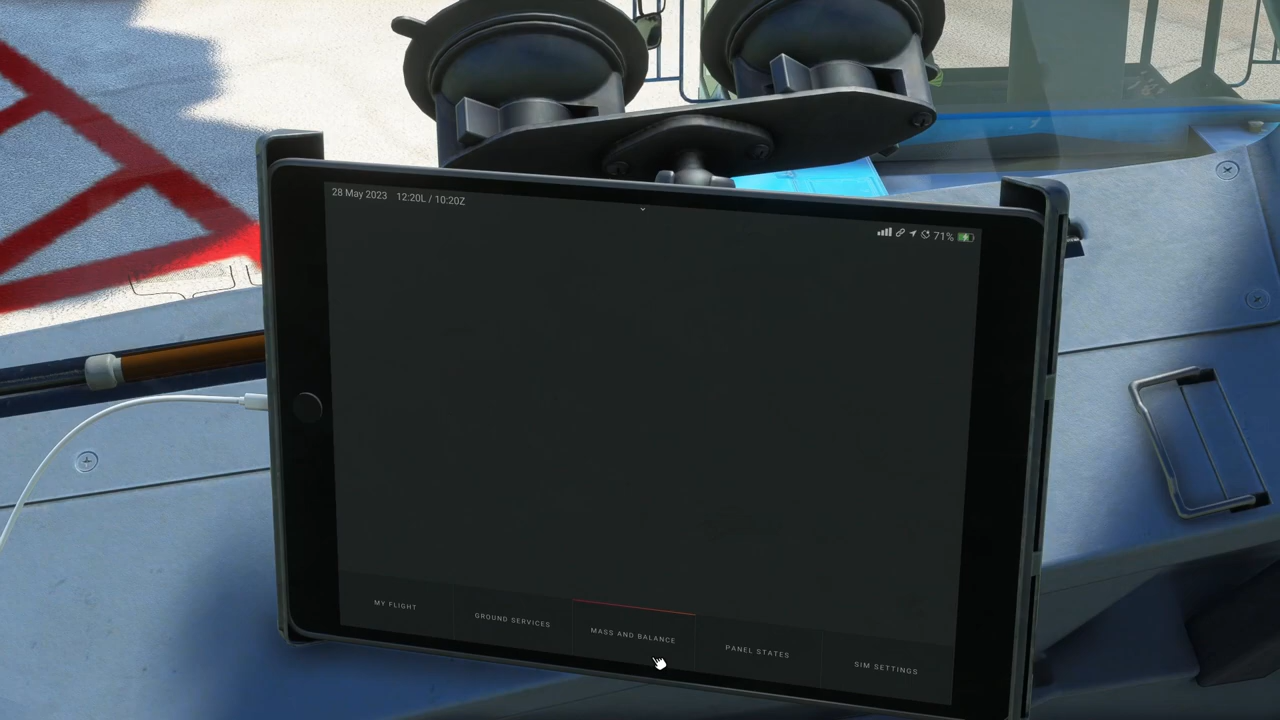 28 May 2023 12:20L / 10:20Z
71%
MY FLIGHT
GROUND SERVICES
MASS AND BALANCE
PANEL STATES
SIM SETTINGS